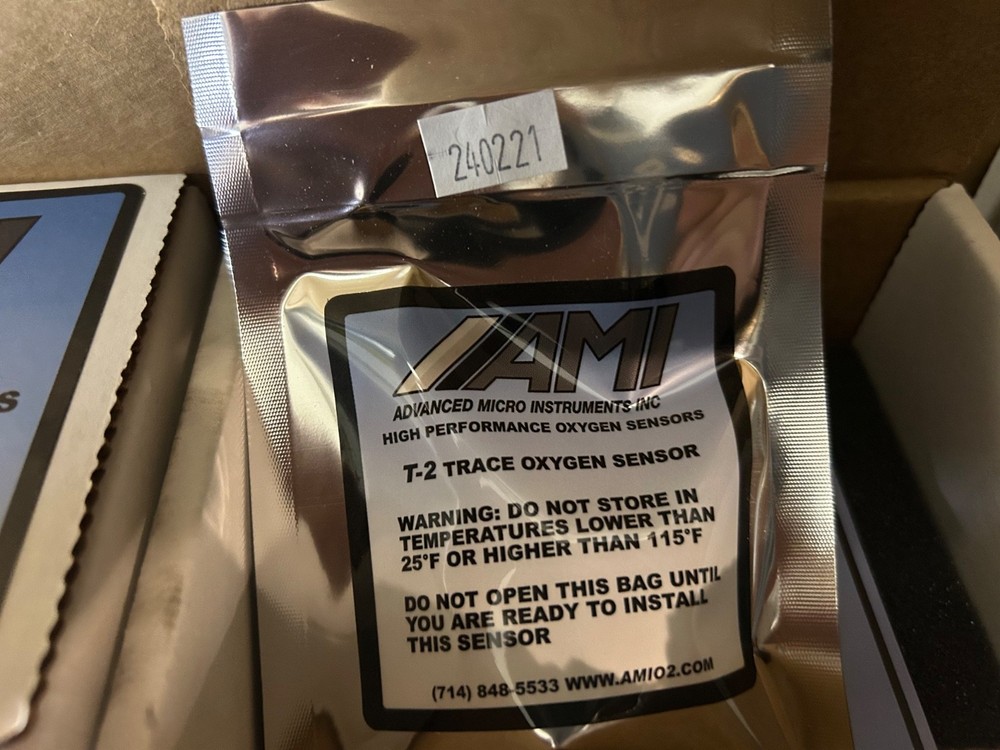 240221
AMI
ADVANCED MICRO INSTRUMENTS INC
HIGH PERFORMANCE OXYGEN SENSORS
T-2 TRACE OXYGEN SENSOR
WARNING: DO NOT STORE IN
TEMPERATURES LOWER THAN
25°F OR HIGHER THAN 115°F
DO NOT OPEN THIS BAG UNTIL
YOU ARE READY TO INSTALL
THIS SENSOR
(714) 848-5533 WWW.AMIO2.COM